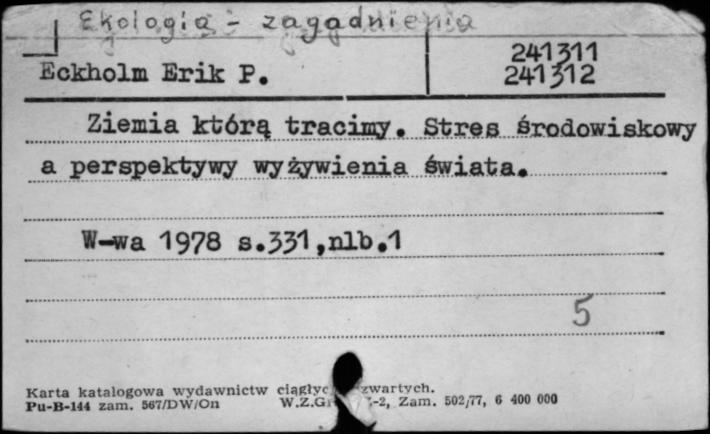 Ekologia - zagadnienia
241311
Eckholm Erik P.
241312
Ziemia którą tracimy. Stres środowiskowy
a perspektywy wyżywienia świata.
W-wa 1978 s.331,nlb.1
5
Karta katalogowa wydawnictw zwartych.
Pu-B-144 zam. 567/DW/On Zam. 502/77, 6 400 000